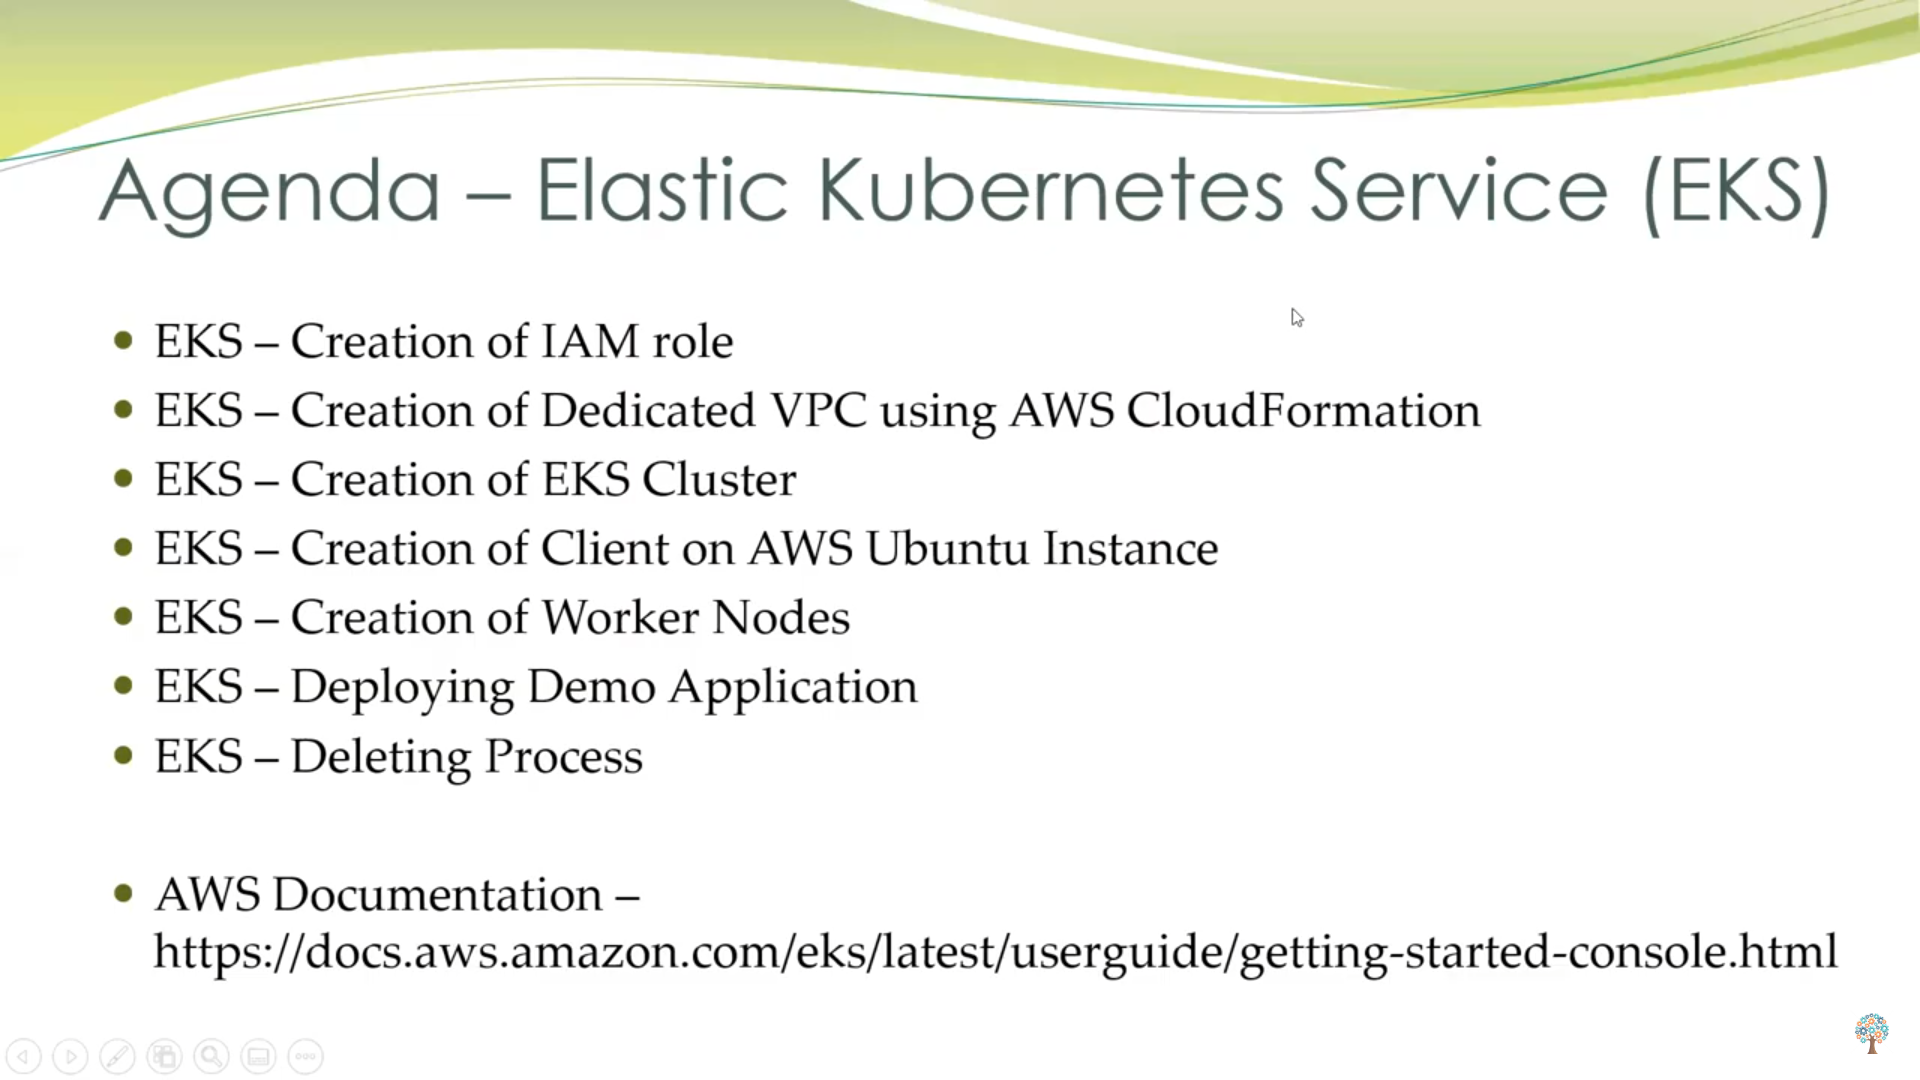 Agenda – Elastic Kubernetes Service (EKS)
• EKS – Creation of IAM role
• EKS – Creation of Dedicated VPC using AWS CloudFormation
• EKS – Creation of EKS Cluster
• EKS – Creation of Client on AWS Ubuntu Instance
• EKS – Creation of Worker Nodes
• EKS – Deploying Demo Application
• EKS – Deleting Process
• AWS Documentation –
https://docs.aws.amazon.com/eks/latest/userguide/getting-started-console.html